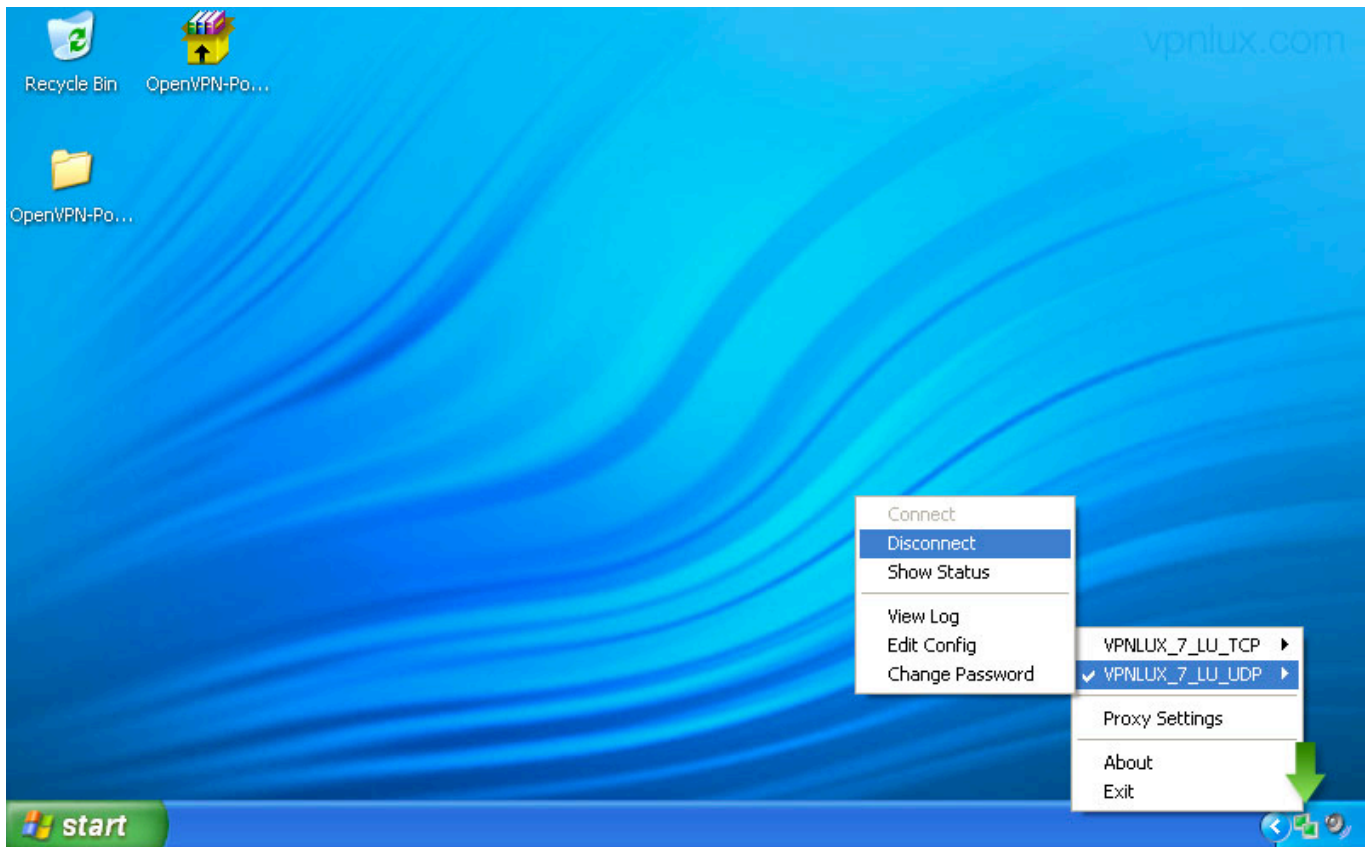 vpnlux.com
Recycle Bin
OpenVPN-Po...
OpenVPN-Po...
Connect
Disconnect
Show Status
View Log
Edit Config
Change Password
VPNLUX_7_LU_TCP
VPNLUX_7_LU_UDP
Proxy Settings
About
Exit
start